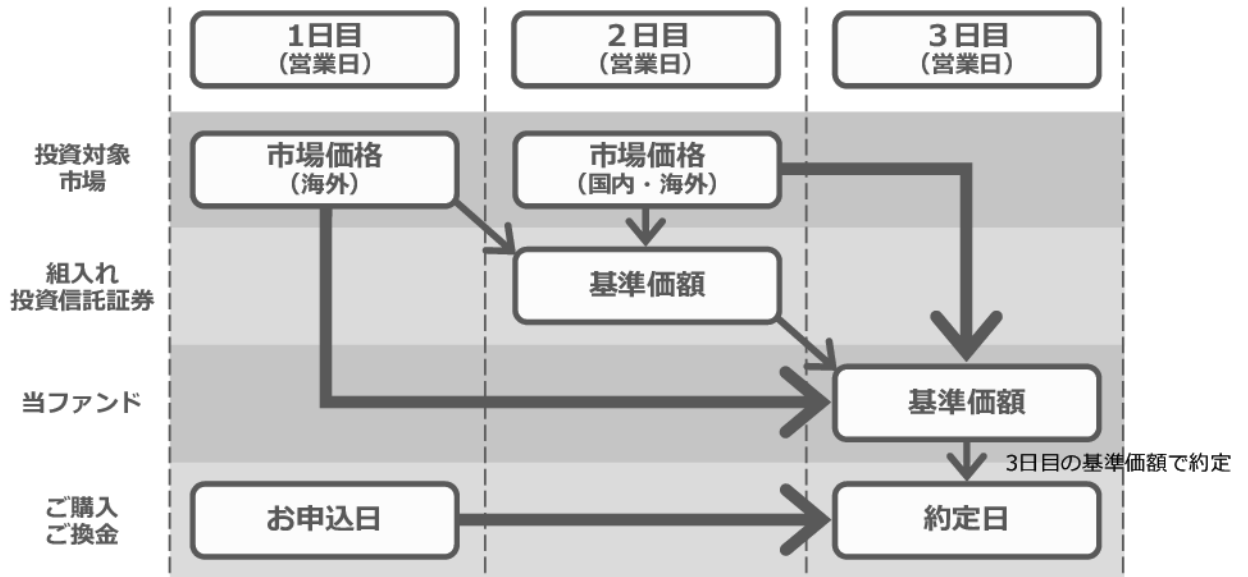 1日目
（営業日）
２日目
（営業日）
３日目
（営業日）
投資対象
市場
市場価格
（海外）
市場価格
（国内・海外）
組入れ
投資信託証券
基準価額
当ファンド
基準価額
3日目の基準価額で約定
ご購入
ご換金
お申込日
約定日